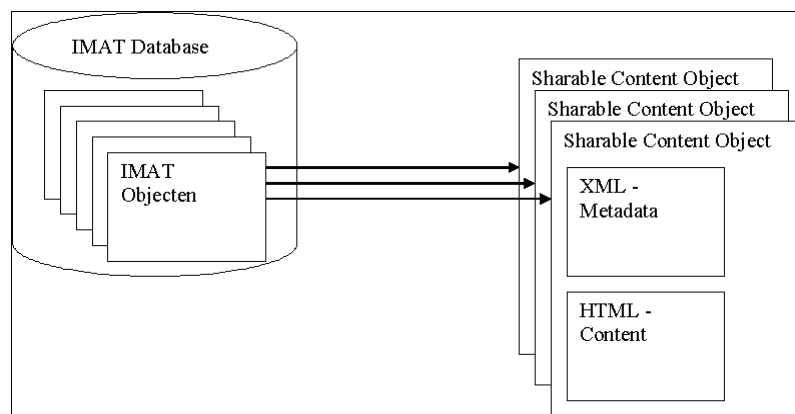 IMAT Database
IMAT
Objecten
Sharable Content Object
Sharable Content Object
Sharable Content Object
XML -
Metadata
HTML -
Content